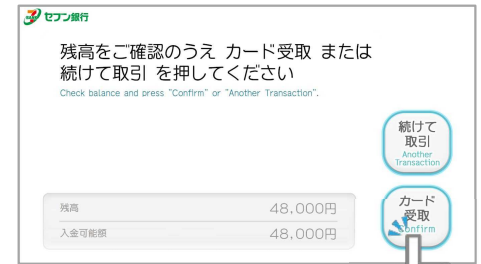 セブン銀行
残高をご確認のうえ カード受取 または
続けて取引 を押してください
Check balance and press "Confirm" or "Another Transaction".
続けて
取引
Another
Transaction
残高 48,000円
入金可能額 48,000円
カード
受取
Confirm